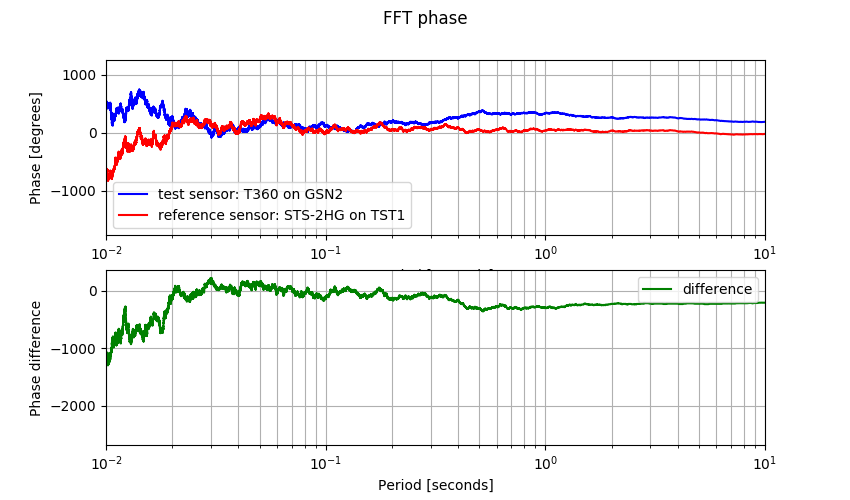 FFT phase
Phase [degrees]
1000
0
−1000
test sensor: T360 on GSN2
reference sensor: STS-2HG on TST1
10⁻² 10⁻¹ 10⁰ 10¹
Phase difference
0
−1000
−2000
difference
10⁻² 10⁻¹ 10⁰ 10¹
Period [seconds]